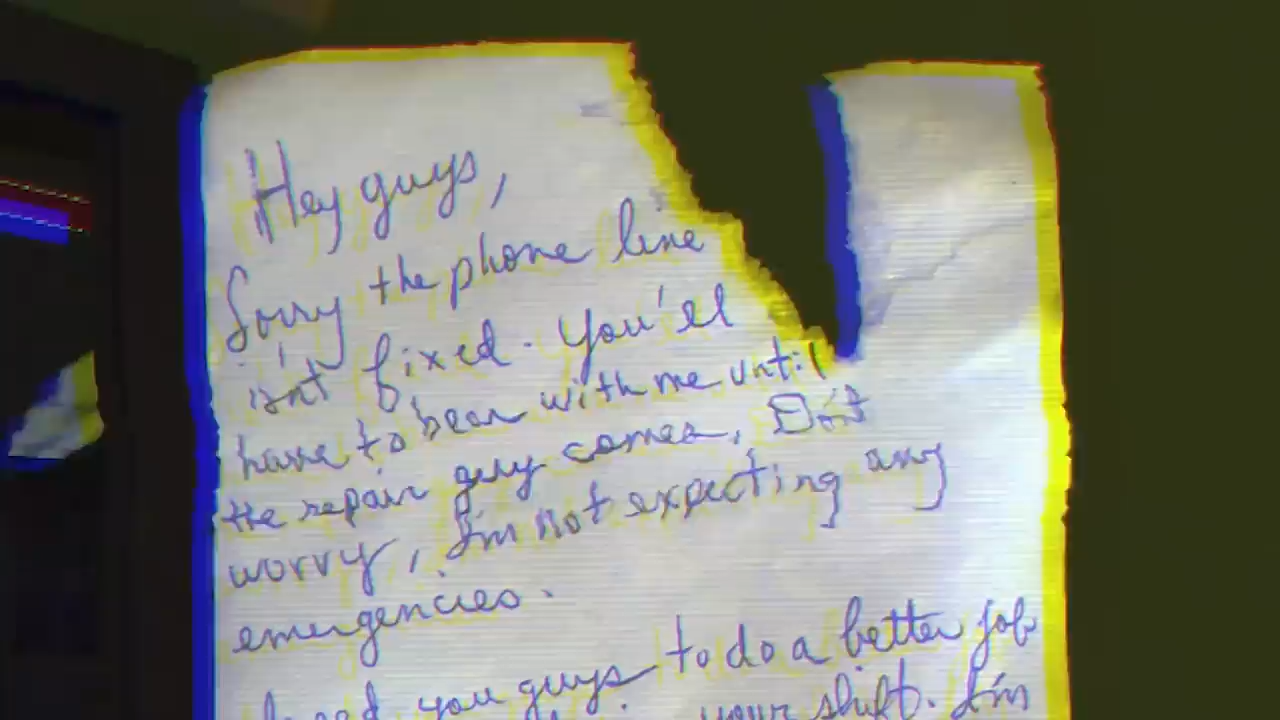 Hey guys,
Sorry the phone line
isn't fixed. You'll
have to bear with me until
the repair guy comes. Don't
worry, I'm not expecting any
emergencies.
need you guys to do a better job
your shift. I'm